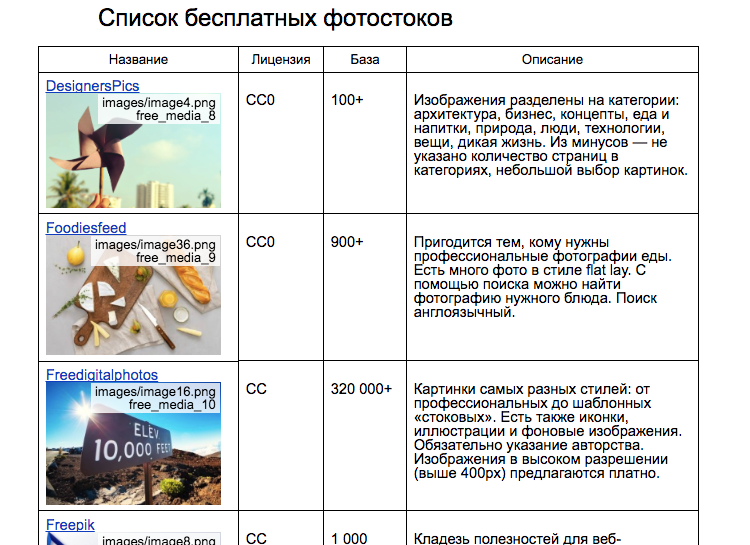 Список бесплатных фотостоков
Название Лицензия База Описание
DesignersPics
images/image4.png
free_media_8
CC0
100+
Изображения разделены на категории:
архитектура, бизнес, концепты, еда и
напитки, природа, люди, технологии,
вещи, дикая жизнь. Из минусов — не
указано количество страниц в
категориях, небольшой выбор картинок.
Foodiesfeed
images/image36.png
free_media_9
CC0
900+
Пригодится тем, кому нужны
профессиональные фотографии еды.
Есть много фото в стиле flat lay. С
помощью поиска можно найти
фотографию нужного блюда. Поиск
англоязычный.
Freedigitalphotos
images/image16.png
free_media_10
ELEV
10,000 FEET
CC
320 000+
Картинки самых разных стилей: от
профессиональных до шаблонных
«стоковых». Есть также иконки,
иллюстрации и фоновые изображения.
Обязательно указание авторства.
Изображения в высоком разрешении
(выше 400px) предлагаются платно.
Freepik
images/image8.png
CC
1 000
Кладезь полезностей для веб-